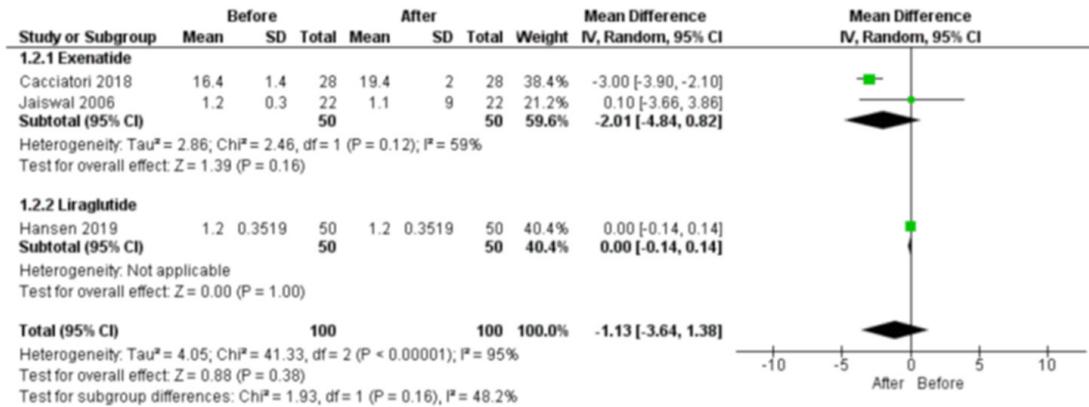 Before After Mean Difference Mean Difference
Study or Subgroup Mean SD Total Mean SD Total Weight IV, Random, 95% CI IV, Random, 95% CI
1.2.1 Exenatide
Cacciatori 2018 16.4 1.4 28 19.4 2 28 38.4% -3.00 [-3.90, -2.10]
Jaiswal 2006 1.2 0.3 22 1.1 9 22 21.2% 0.10 [-3.66, 3.86]
Subtotal (95% CI) 50 50 59.6% -2.01 [-4.84, 0.82]
Heterogeneity: Tau² = 2.86; Chi² = 2.46, df = 1 (P = 0.12); I² = 59%
Test for overall effect: Z = 1.39 (P = 0.16)
1.2.2 Liraglutide
Hansen 2019 1.2 0.3519 50 1.2 0.3519 50 40.4% 0.00 [-0.14, 0.14]
Subtotal (95% CI) 50 50 40.4% 0.00 [-0.14, 0.14]
Heterogeneity: Not applicable
Test for overall effect: Z = 0.00 (P = 1.00)
Total (95% CI) 100 100 100.0% -1.13 [-3.64, 1.38]
Heterogeneity: Tau² = 4.05; Chi² = 41.33, df = 2 (P < 0.00001); I² = 95%
Test for overall effect: Z = 0.88 (P = 0.38)
Test for subgroup differences: Chi² = 1.93, df = 1 (P = 0.16), I² = 48.2%
-10 -5 0 5 10
After Before